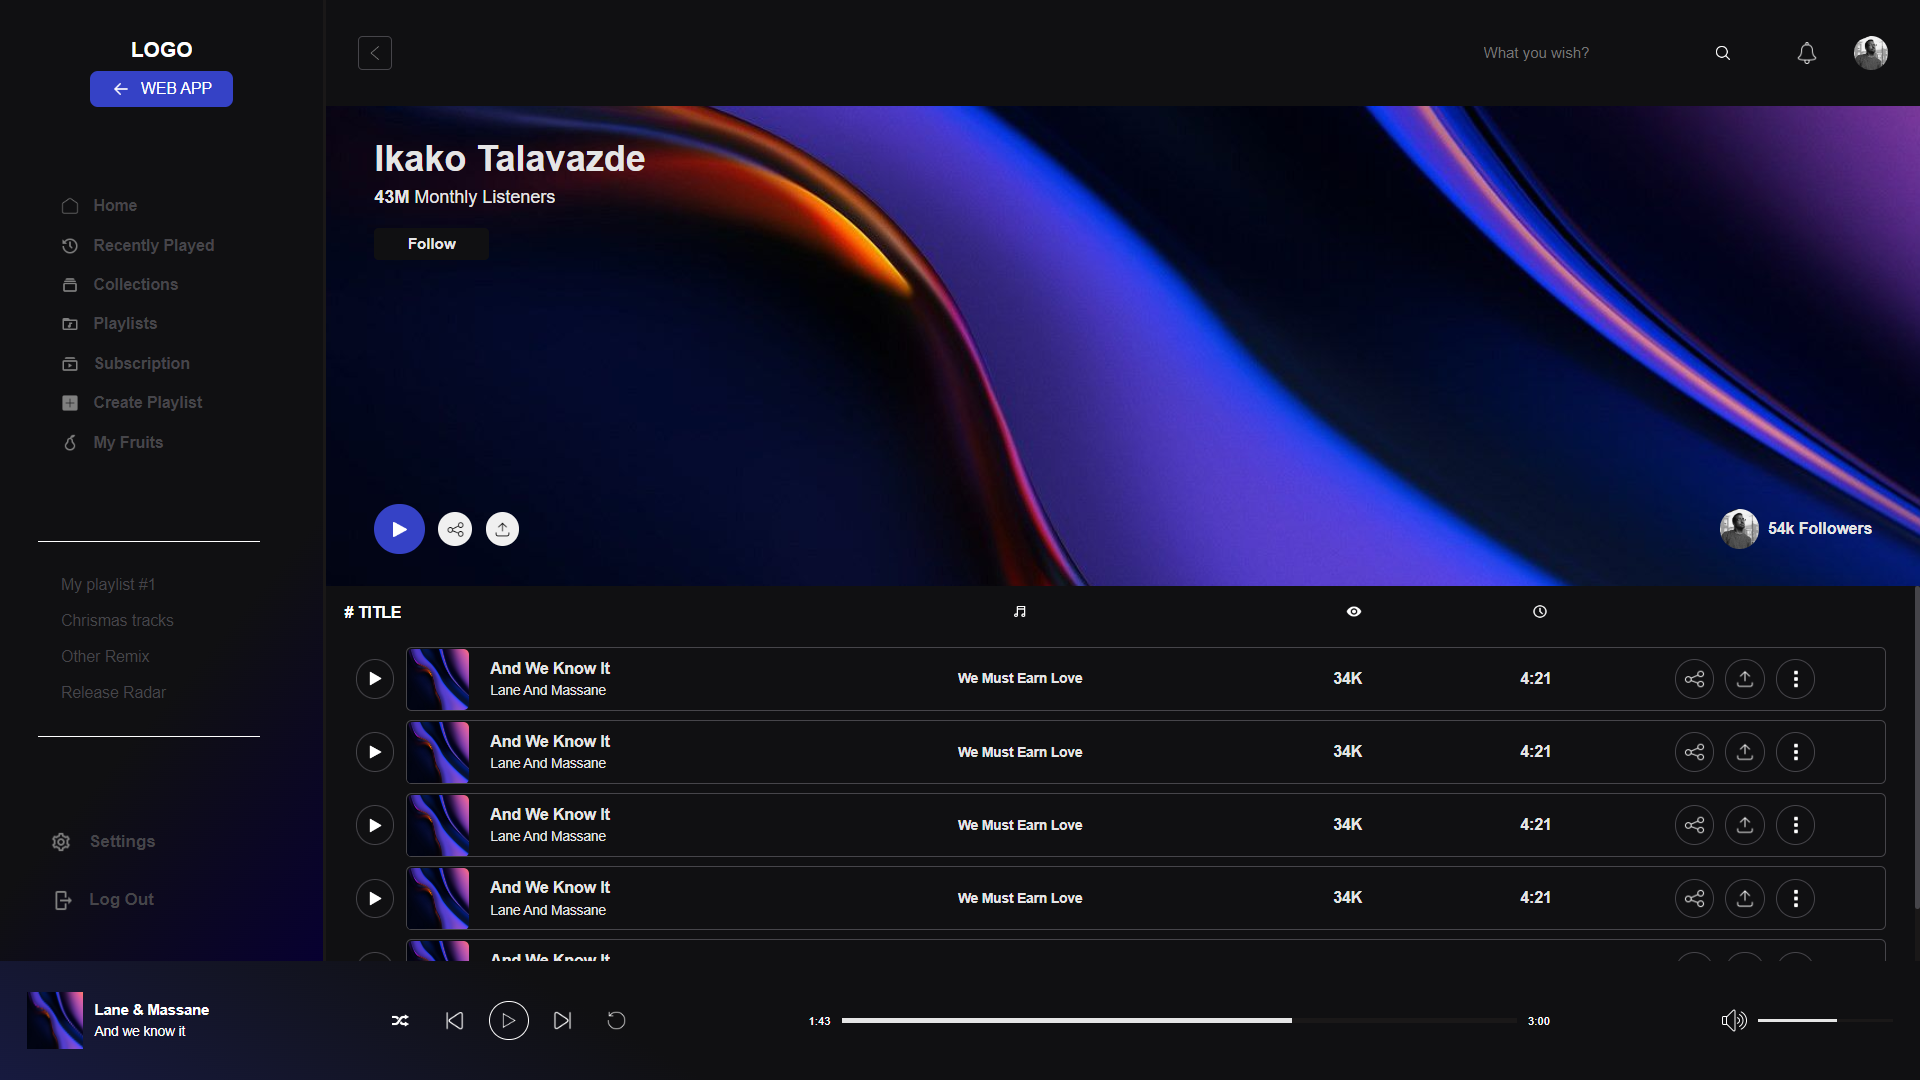 LOGO
WEB APP
What you wish?
Home
Recently Played
Collections
Playlists
Subscription
Create Playlist
My Fruits
My playlist #1
Chrismas tracks
Other Remix
Release Radar
Settings
Log Out
Ikako Talavazde
43M Monthly Listeners
Follow
54k Followers
# TITLE
And We Know It
Lane And Massane
We Must Earn Love
34K
4:21
And We Know It
Lane And Massane
We Must Earn Love
34K
4:21
And We Know It
Lane And Massane
We Must Earn Love
34K
4:21
And We Know It
Lane And Massane
We Must Earn Love
34K
4:21
And We Know It
Lane & Massane
And we know it
1:43
3:00